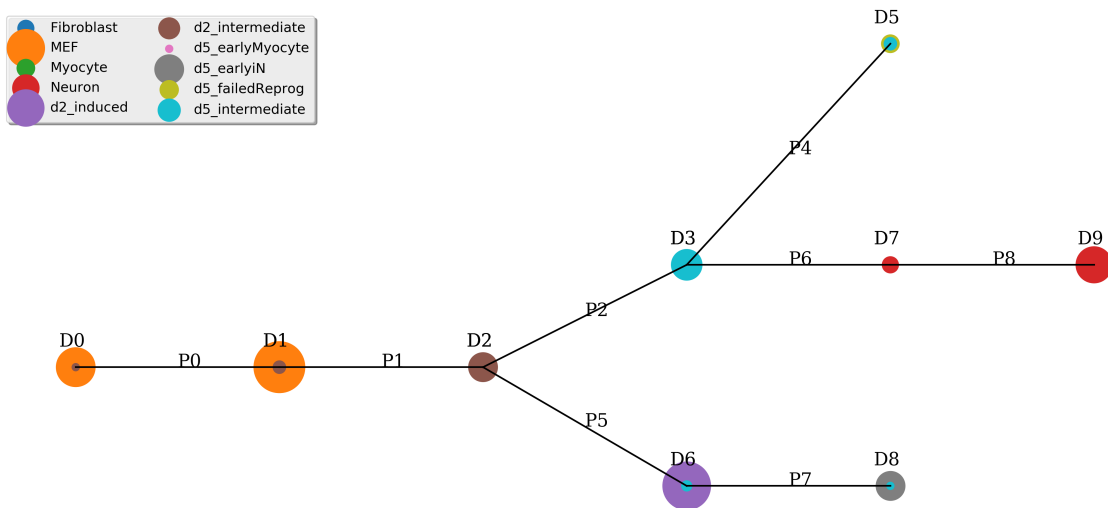 Fibroblast
MEF
Myocyte
Neuron
d2_induced
d2_intermediate
d5_earlyMyocyte
d5_earlyiN
d5_failedReprog
d5_intermediate
D5
P4
D3
D7
D9
P6
P8
P2
D0
D1
D2
P0
P1
P5
D6
D8
P7